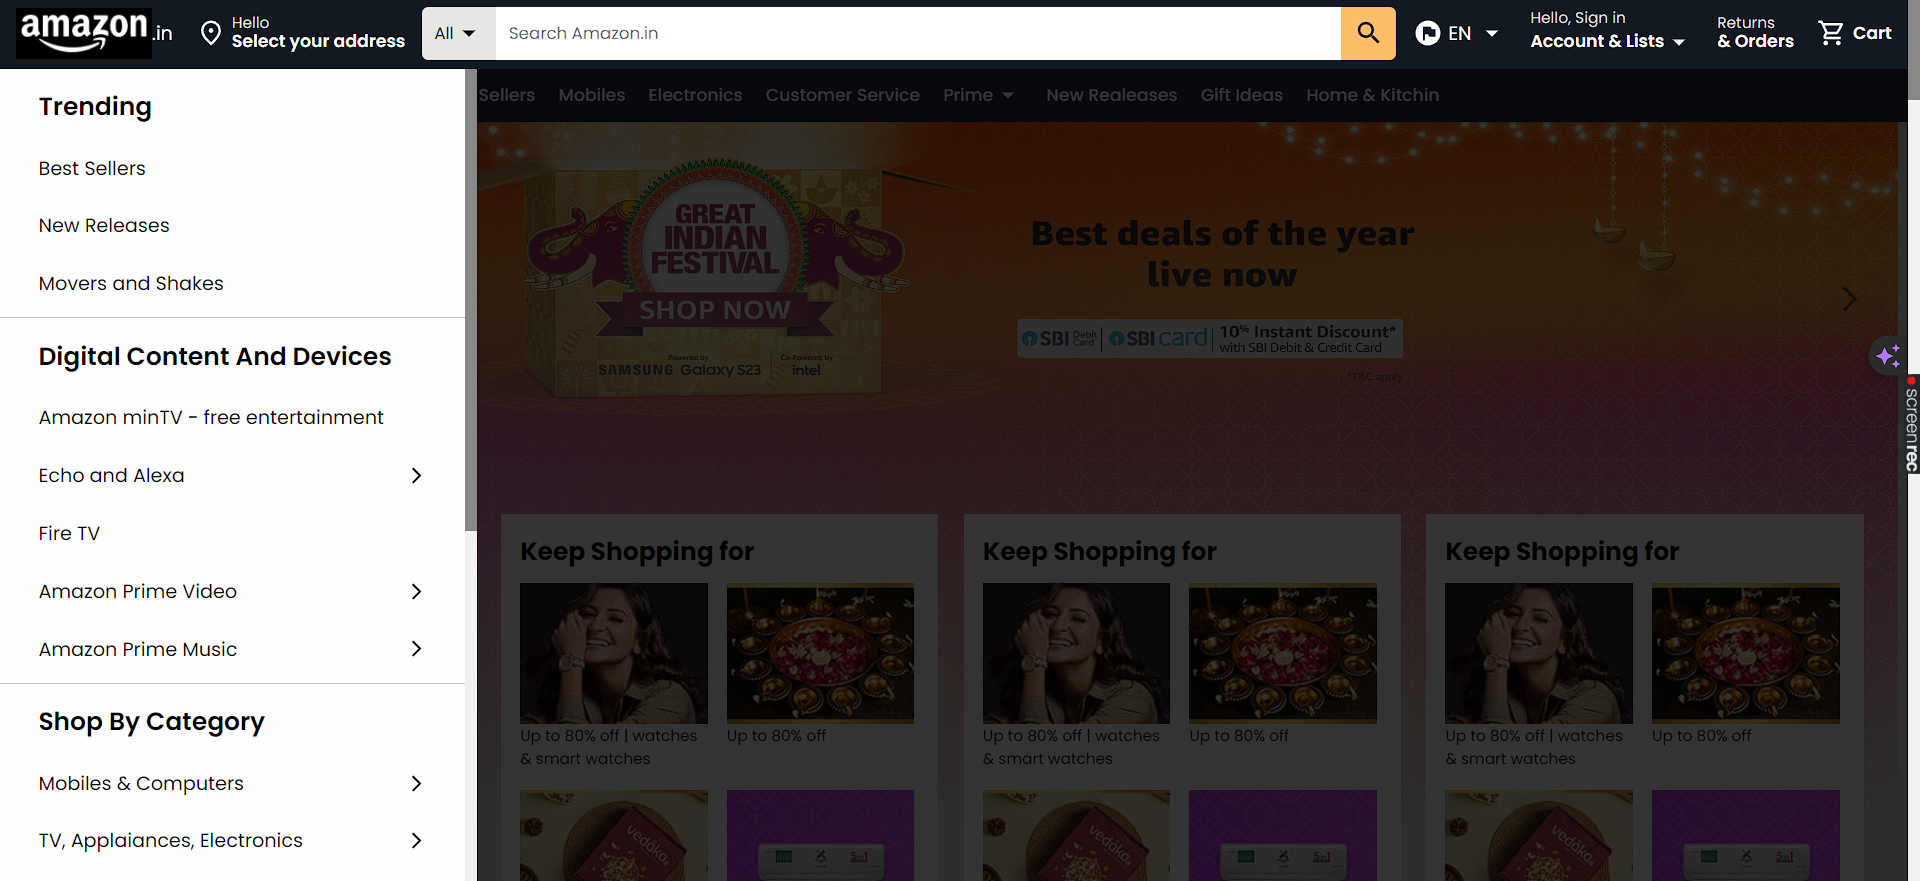 amazon.in
Hello
Select your address
All
Search Amazon.in
EN
Hello, Sign in
Account & Lists
Returns
& Orders
Cart
Sellers Mobiles Electronics Customer Service Prime New Realeases Gift Ideas Home & Kitchin
Trending
Best Sellers
New Releases
Movers and Shakes
Digital Content And Devices
Amazon minTV - free entertainment
Echo and Alexa
Fire TV
Amazon Prime Video
Amazon Prime Music
Shop By Category
Mobiles & Computers
TV, Applaiances, Electronics
GREAT
INDIAN
FESTIVAL
SHOP NOW
Powered by
SAMSUNG Galaxy S23
Co-Powered by
intel.
Best deals of the year
live now
SBI Debit Card
SBI card
10% Instant Discount*
with SBI Debit & Credit Card
*T&C apply
screenrec
Keep Shopping for
Up to 80% off | watches
& smart watches
Up to 80% off
vedaka
5in1
Keep Shopping for
Up to 80% off | watches
& smart watches
Up to 80% off
vedaka
5in1
Keep Shopping for
Up to 80% off | watches
& smart watches
Up to 80% off
vedaka
5in1